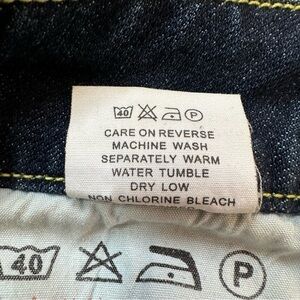 40 P
CARE ON REVERSE
MACHINE WASH
SEPARATELY WARM
WATER TUMBLE
DRY LOW
NON CHLORINE BLEACH
40 P